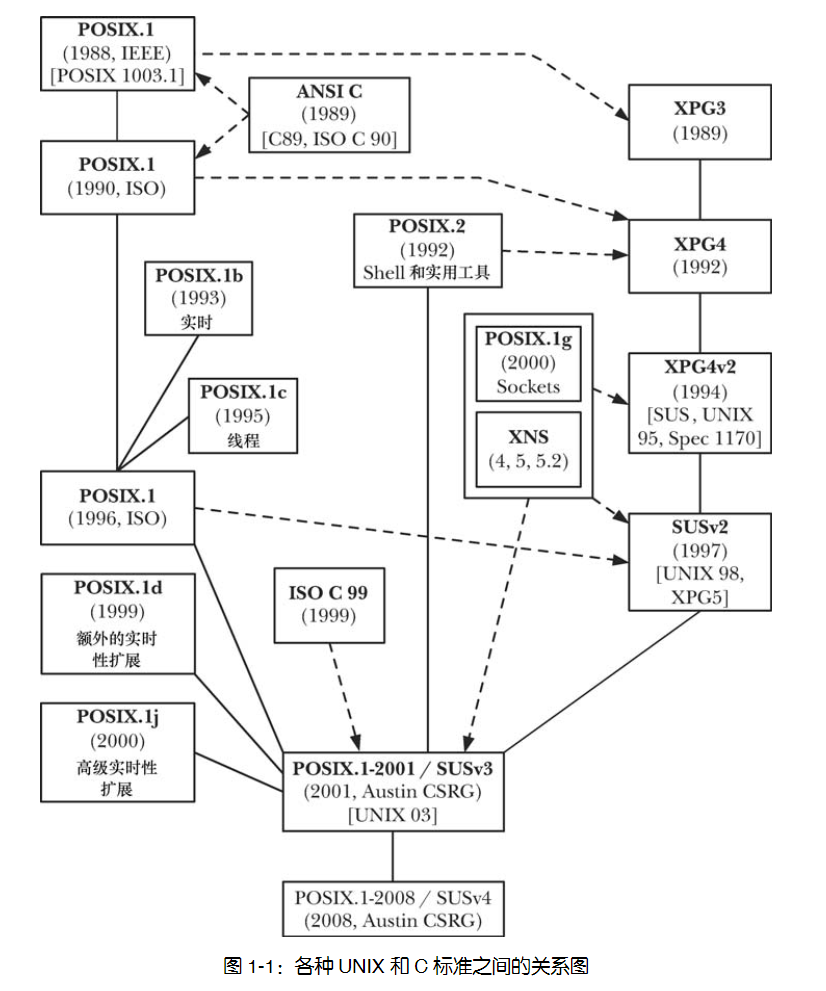 POSIX.1
(1988, IEEE)
[POSIX 1003.1]
ANSI C
(1989)
[C89, ISO C 90]
XPG3
(1989)
POSIX.1
(1990, ISO)
POSIX.2
(1992)
Shell 和实用工具
XPG4
(1992)
POSIX.1b
(1993)
实时
POSIX.1g
(2000)
Sockets
XNS
(4, 5, 5.2)
XPG4v2
(1994)
[SUS, UNIX
95, Spec 1170]
POSIX.1c
(1995)
线程
POSIX.1
(1996, ISO)
SUSv2
(1997)
[UNIX 98,
XPG5]
POSIX.1d
(1999)
额外的实时
性扩展
ISO C 99
(1999)
POSIX.1j
(2000)
高级实时性
扩展
POSIX.1-2001 / SUSv3
(2001, Austin CSRG)
[UNIX 03]
POSIX.1-2008 / SUSv4
(2008, Austin CSRG)
图 1-1：各种 UNIX 和 C 标准之间的关系图